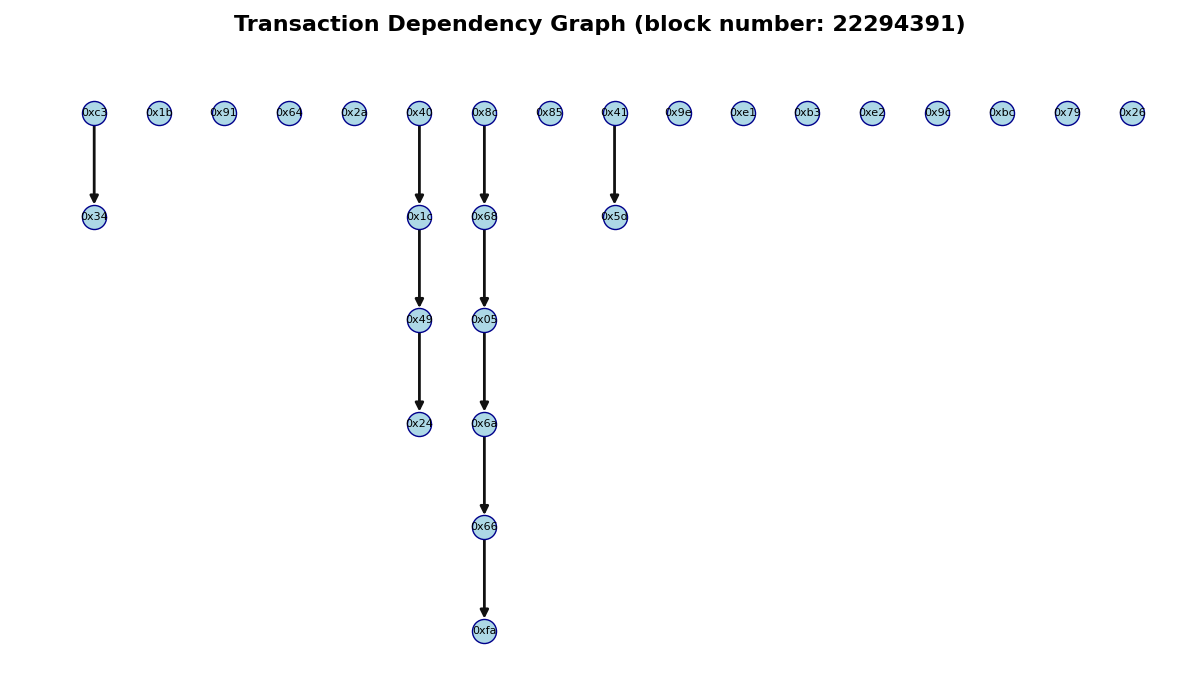 Transaction Dependency Graph (block number: 22294391)
0xc3 0x1b 0x91 0x64 0x2a 0x40 0x8c 0x85 0x41 0x9e 0xe1 0xb3 0xe2 0x9c 0xbc 0x79 0x26
0x34 0x1c 0x68 0x5d
0x49 0x05
0x24 0x6a
0x66
0xfa